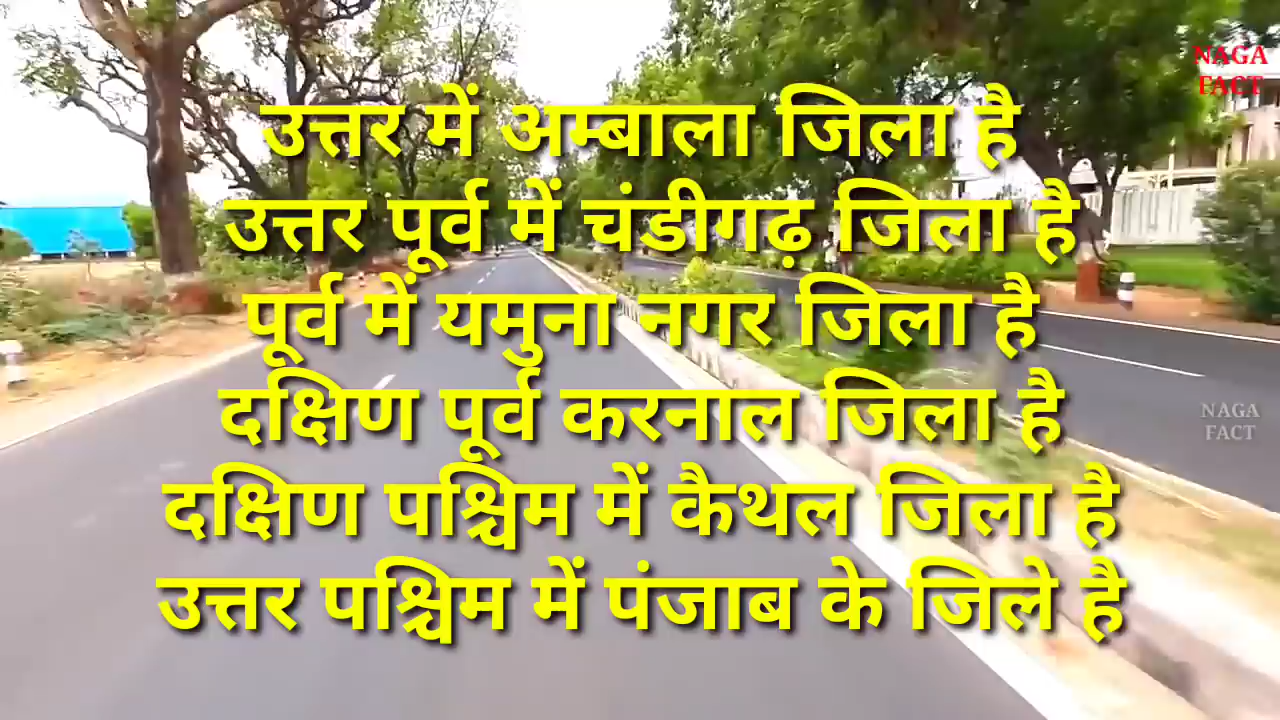 NAGA
FACT
उत्तर में अम्बाला जिला है
उत्तर पूर्व में चंडीगढ़ जिला है
पूर्व में यमुना नगर जिला है
दक्षिण पूर्व करनाल जिला है
NAGA
FACT
दक्षिण पश्चिम में कैथल जिला है
उत्तर पश्चिम में पंजाब के जिले है